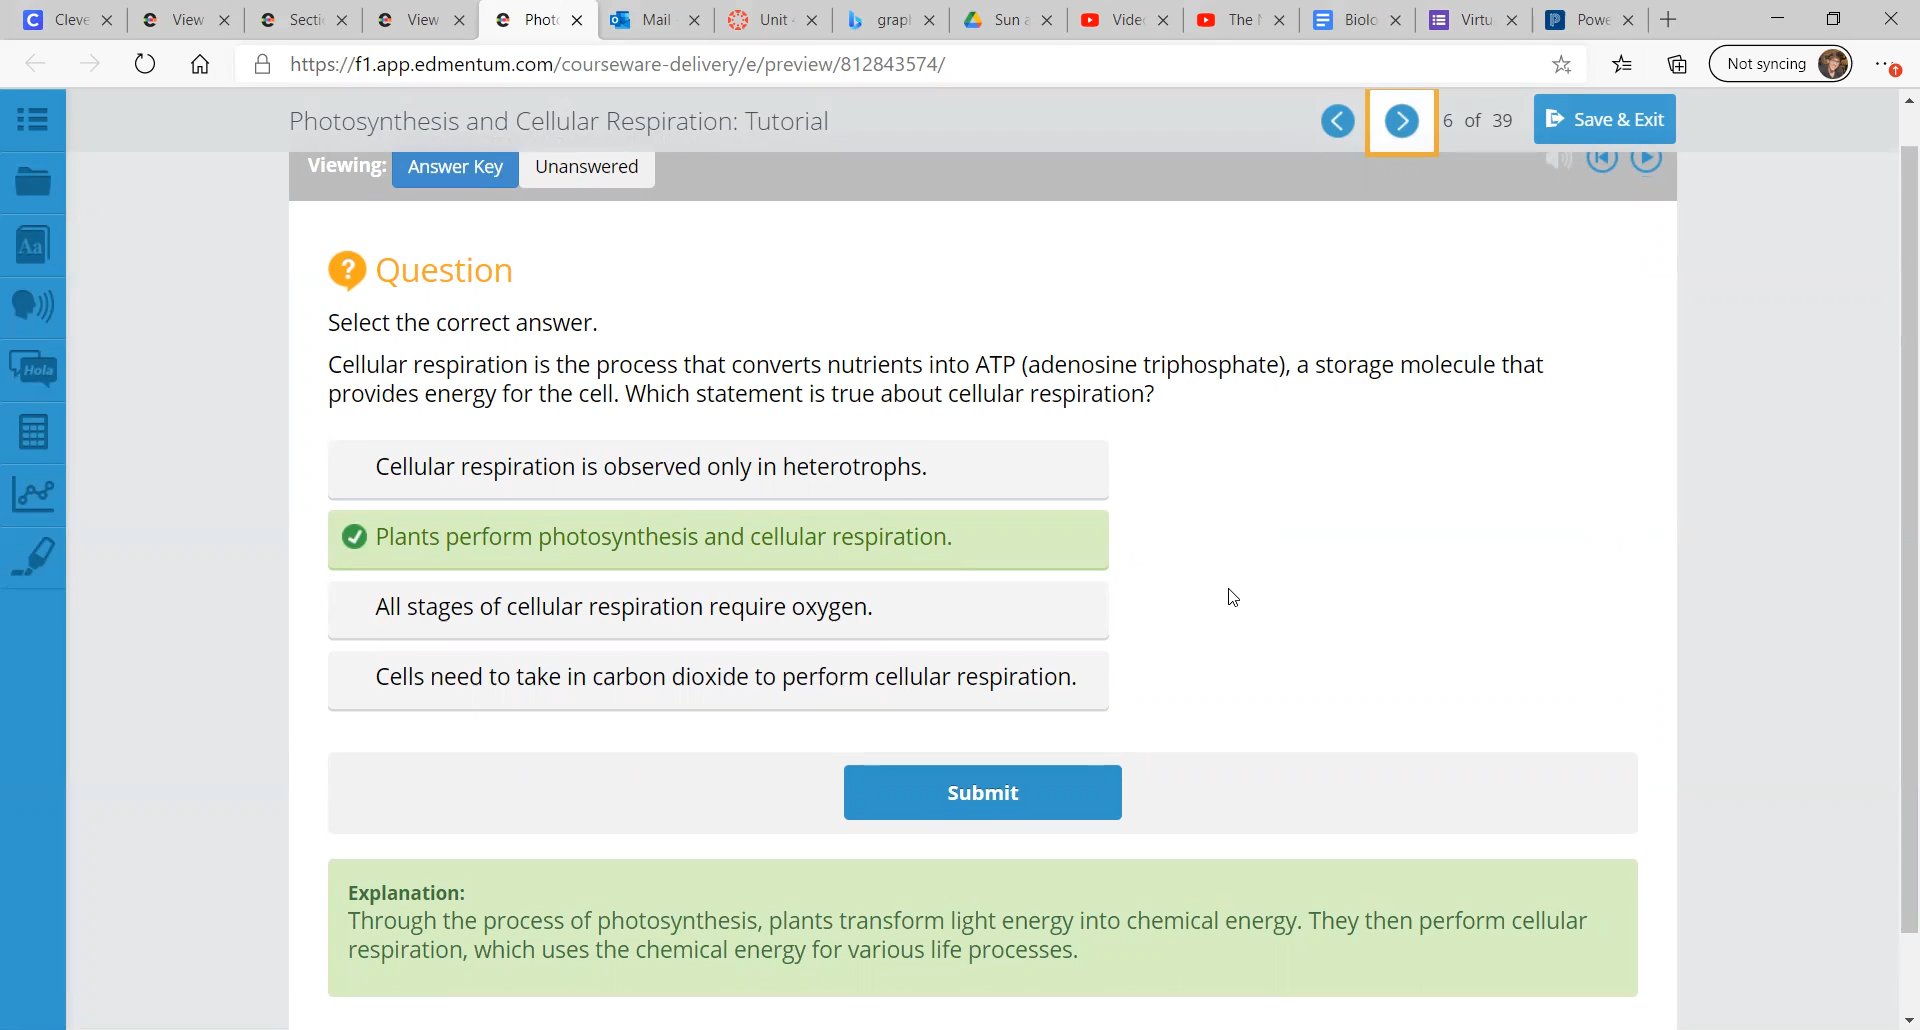 Cleve
View
Secti
View
Photo
Mail
Unit
grap
Sun a
Vide
The
Biolo
Virtu
Powe
https://f1.app.edmentum.com/courseware-delivery/e/preview/812843574/
Not syncing
Photosynthesis and Cellular Respiration: Tutorial
6 of 39
Save & Exit
Viewing:
Answer Key
Unanswered
Aa
Hola
? Question
Select the correct answer.
Cellular respiration is the process that converts nutrients into ATP (adenosine triphosphate), a storage molecule that
provides energy for the cell. Which statement is true about cellular respiration?
Cellular respiration is observed only in heterotrophs.
Plants perform photosynthesis and cellular respiration.
All stages of cellular respiration require oxygen.
Cells need to take in carbon dioxide to perform cellular respiration.
Submit
Explanation:
Through the process of photosynthesis, plants transform light energy into chemical energy. They then perform cellular
respiration, which uses the chemical energy for various life processes.